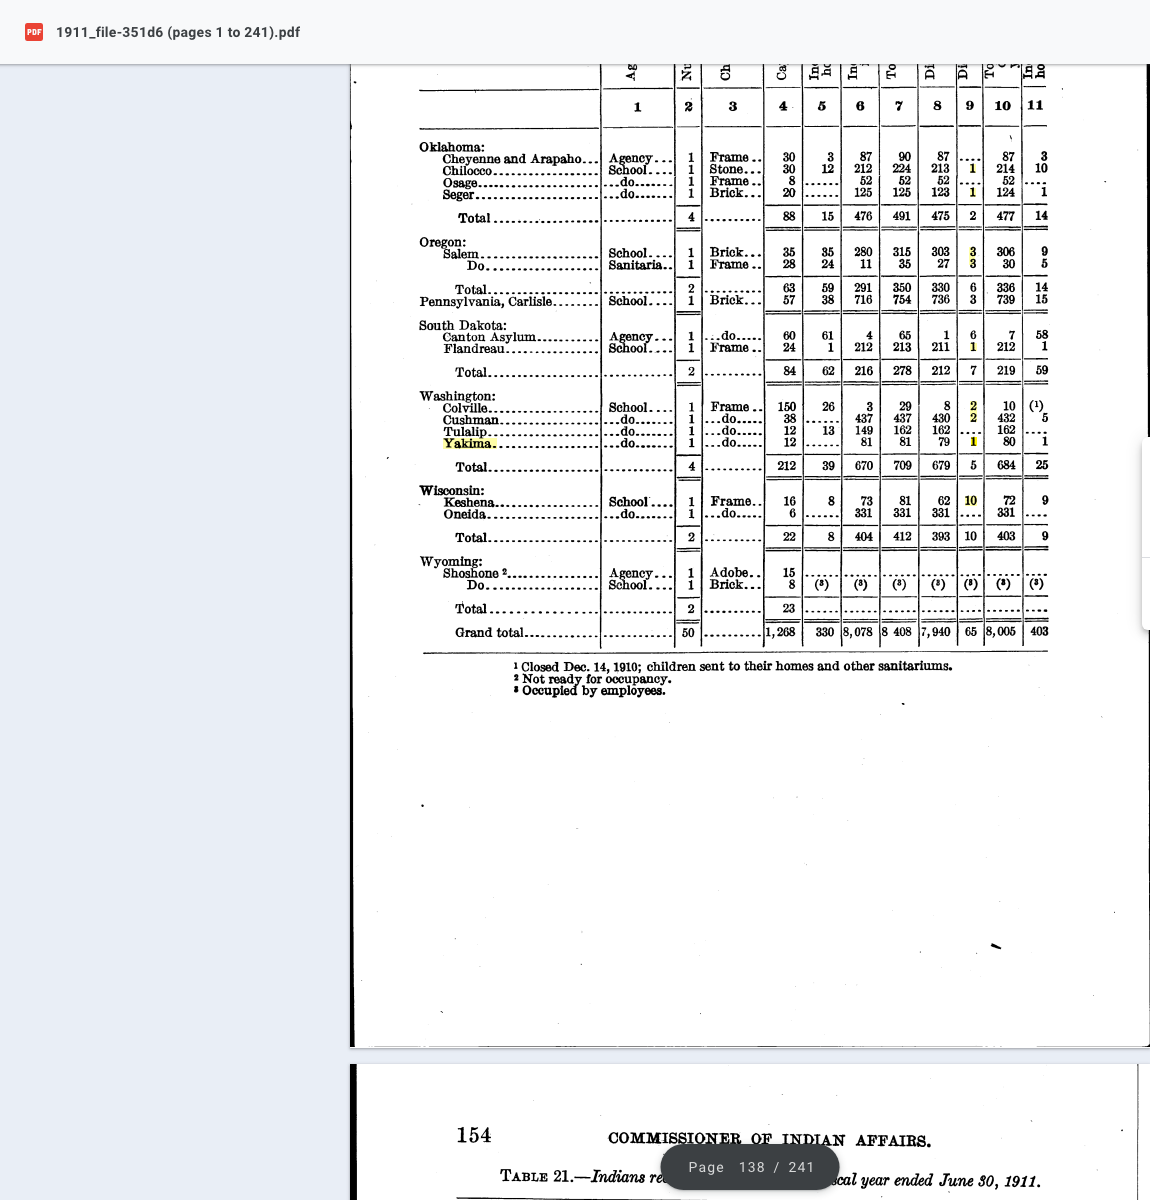 PDF 1911_file-351d6 (pages 1 to 241).pdf
Ag Nu Ch Ca In ho In To Di Di To In ho
1 2 3 4 5 6 7 8 9 10 11
Oklahoma:
Cheyenne and Arapaho... Agency... 1 Frame.. 30 3 87 90 87 .... 87 3
Chilocco................ School.... 1 Stone... 30 12 212 224 213 1 214 10
Osage................... ...do....... 1 Frame.. 8 ...... 52 52 52 .... 52 ....
Seger................... ...do....... 1 Brick... 20 ...... 125 125 123 1 124 1
Total................. ........... 4 .......... 88 15 476 491 475 2 477 14
Oregon:
Salem................... School.... 1 Brick... 35 35 280 315 303 3 306 9
Do.................. Sanitaria.. 1 Frame.. 28 24 11 35 27 3 30 5
Total................. ........... 2 .......... 63 59 291 350 330 6 336 14
Pennsylvania, Carlisle....... School.... 1 Brick... 57 38 716 754 736 3 739 15
South Dakota:
Canton Asylum.......... Agency... 1 ...do..... 60 61 4 65 1 6 7 58
Flandreau............... School.... 1 Frame.. 24 1 212 213 211 1 212 1
Total................. ........... 2 .......... 84 62 216 278 212 7 219 59
Washington:
Colville................. School.... 1 Frame.. 150 26 3 29 8 2 10 (1)
Cushman............... ...do....... 1 ...do..... 38 ...... 437 437 430 2 432 5
Tulalip.................. ...do....... 1 ...do..... 12 13 149 162 162 .... 162 ....
Yakima................. ...do....... 1 ...do..... 12 ...... 81 81 79 1 80 1
Total................. ........... 4 .......... 212 39 670 709 679 5 684 25
Wisconsin:
Keshena................ School.... 1 Frame.. 16 8 73 81 62 10 72 9
Oneida.................. ...do....... 1 ...do..... 6 ...... 331 331 331 .... 331 ....
Total................. ........... 2 .......... 22 8 404 412 393 10 403 9
Wyoming:
Shoshone 2.............. Agency... 1 Adobe.. 15 ...... ...... ...... ...... .... ...... ....
Do.................. School.... 1 Brick... 8 (3) (3) (3) (3) (3) (3) (3)
Total................. ........... 2 .......... 23 ...... ...... ...... ...... .... ...... ....
Grand total............ ........... 50 .......... 1,268 330 8,078 8 408 7,940 65 8,005 403
1 Closed Dec. 14, 1910; children sent to their homes and other sanitariums.
2 Not ready for occupancy.
3 Occupied by employees.
154 COMMISSIONER OF INDIAN AFFAIRS.
TABLE 21.—Indians re scal year ended June 30, 1911.
Page 138 / 241